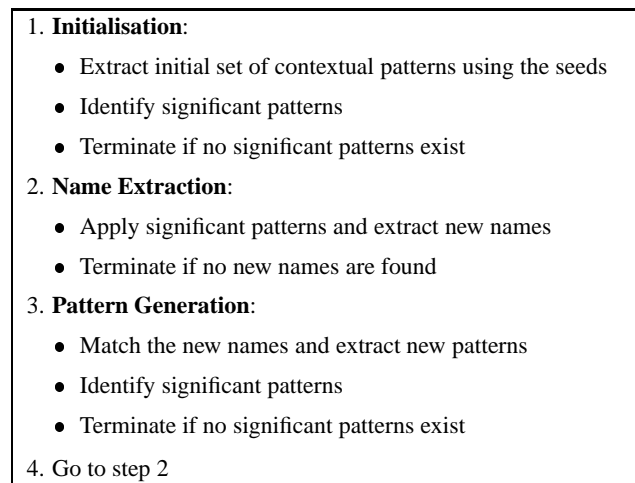 1. Initialisation:
• Extract initial set of contextual patterns using the seeds
• Identify significant patterns
• Terminate if no significant patterns exist
2. Name Extraction:
• Apply significant patterns and extract new names
• Terminate if no new names are found
3. Pattern Generation:
• Match the new names and extract new patterns
• Identify significant patterns
• Terminate if no significant patterns exist
4. Go to step 2